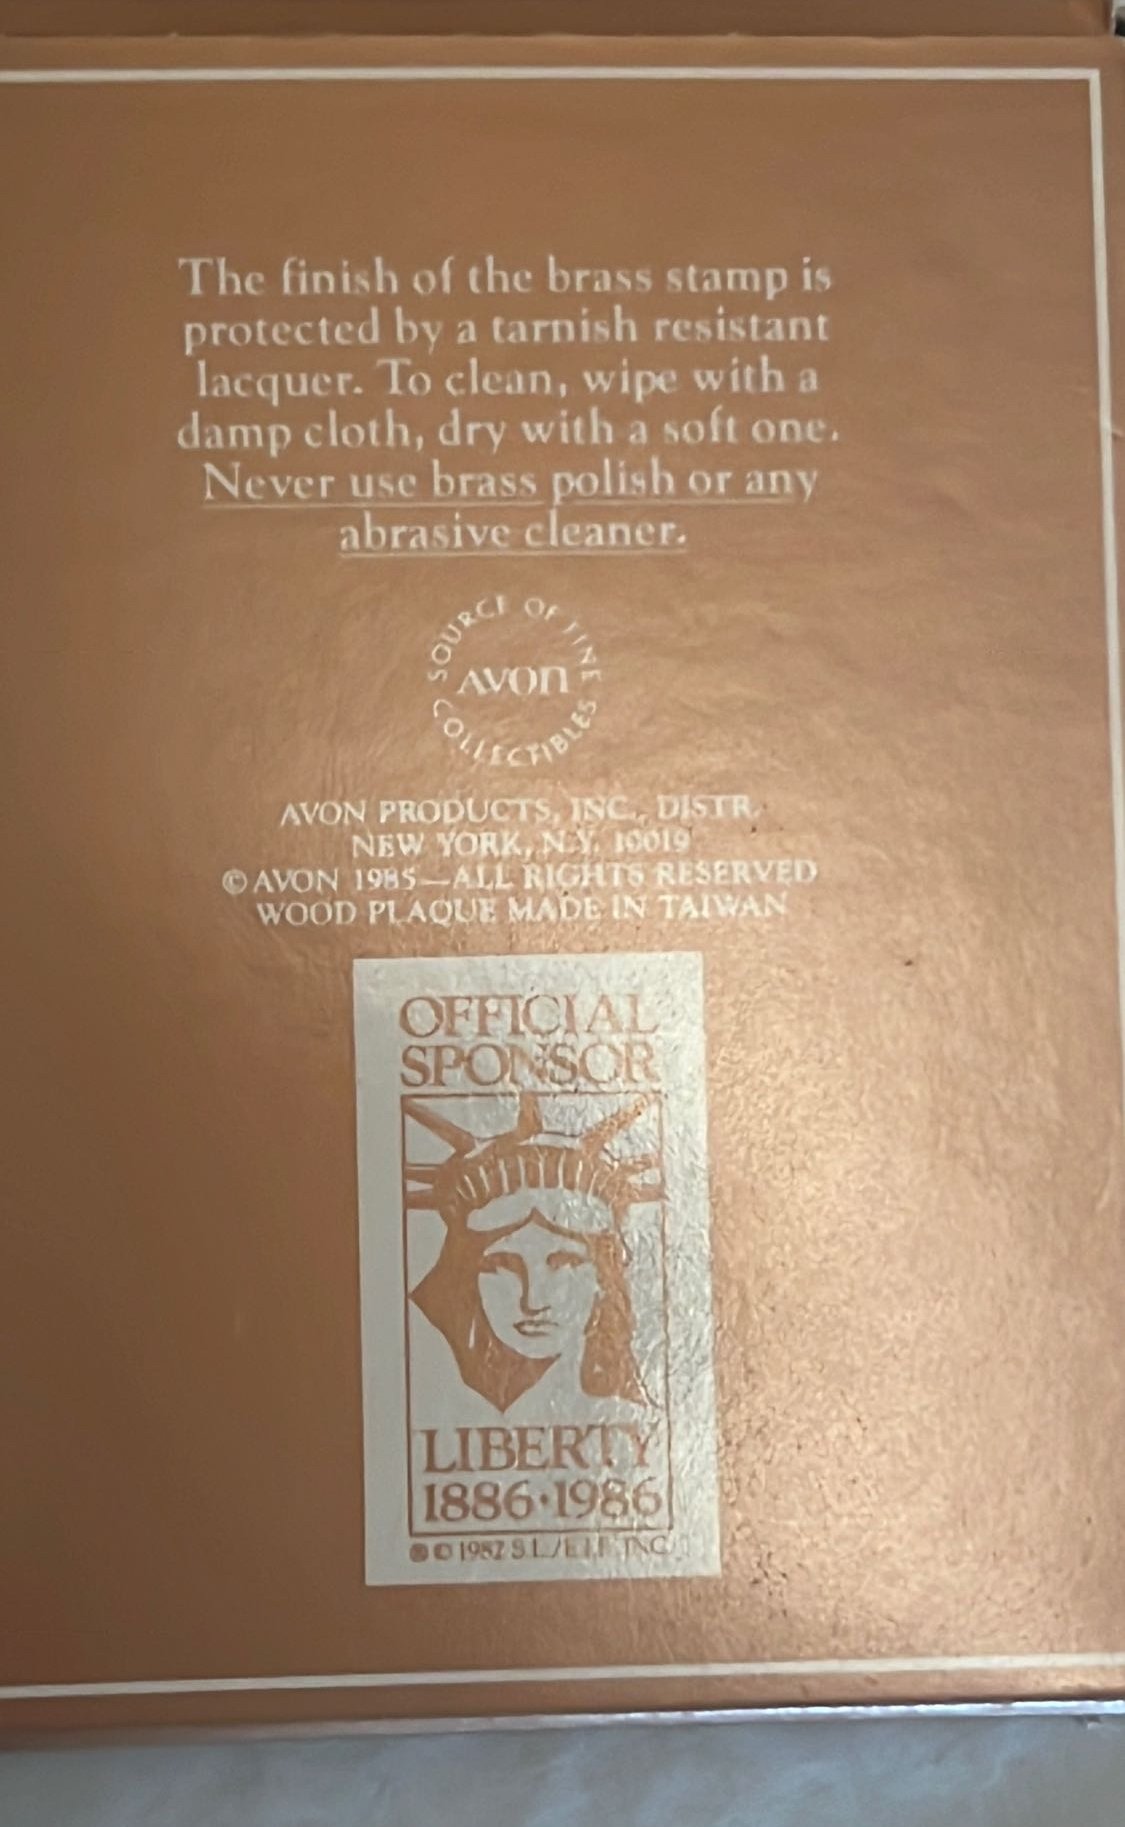 The finish of the brass stamp is
protected by a tarnish resistant
lacquer. To clean, wipe with a
damp cloth, dry with a soft one.
Never use brass polish or any
abrasive cleaner.
SOURCE OF FINE
AVON
COLLECTIBLES
AVON PRODUCTS, INC., DISTR.
NEW YORK, N.Y. 10019
© AVON 1985—ALL RIGHTS RESERVED
WOOD PLAQUE MADE IN TAIWAN
OFFICIAL
SPONSOR
LIBERTY
1886·1986
® © 1982 S.L./E.I.F. INC.